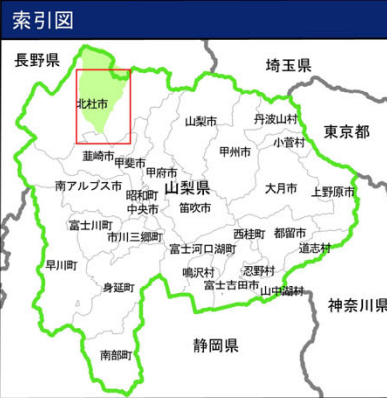 索引図
長野県
埼玉県
北杜市
丹波山村
山梨市
東京都
小菅村
韮崎市
甲州市
甲斐市
甲府市
南アルプス市
山梨県
大月市
上野原市
昭和町
中央市
笛吹市
富士川町
市川三郷町
西桂町
都留市
富士河口湖町
道志村
早川町
鳴沢村
忍野村
身延町
富士吉田市
山中湖村
神奈川県
静岡県
南部町